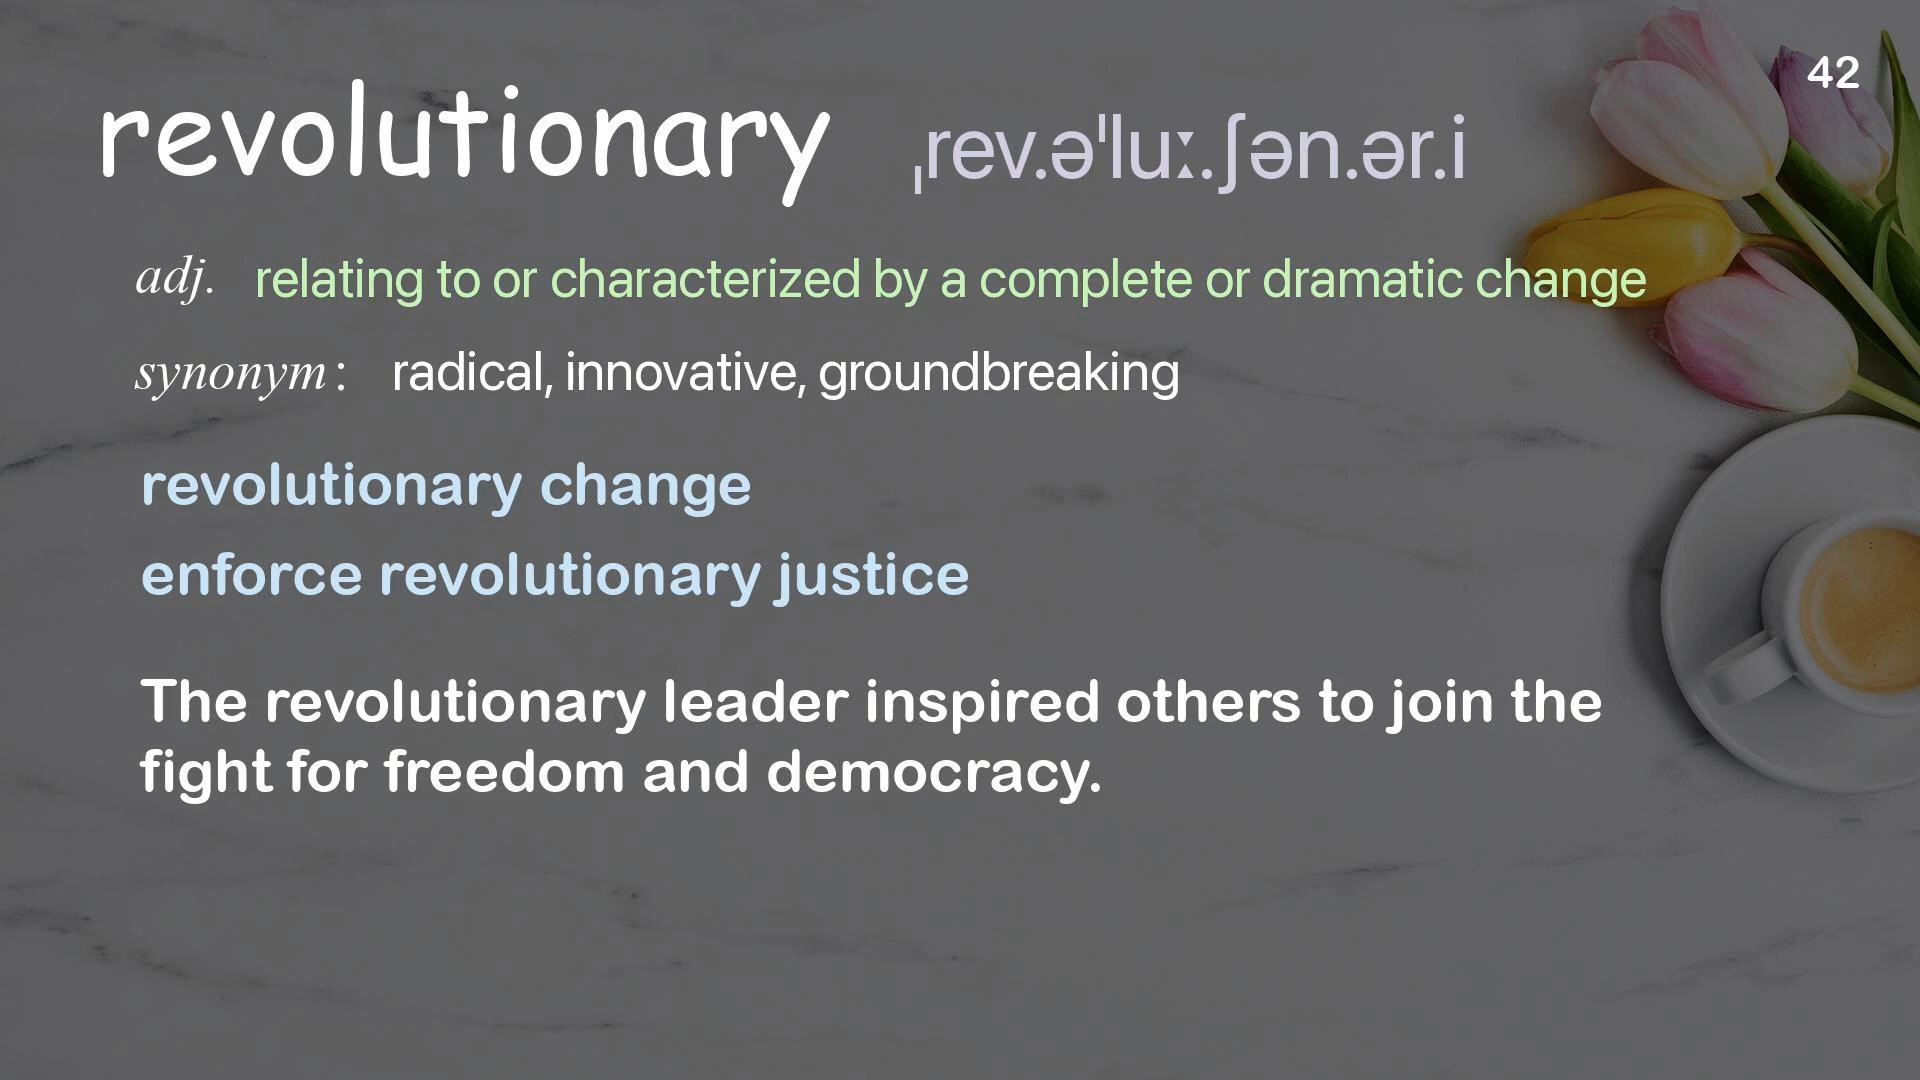 42
revolutionary ˌrev.əˈluː.ʃən.ər.i
adj. relating to or characterized by a complete or dramatic change
synonym : radical, innovative, groundbreaking
revolutionary change
enforce revolutionary justice
The revolutionary leader inspired others to join the
fight for freedom and democracy.